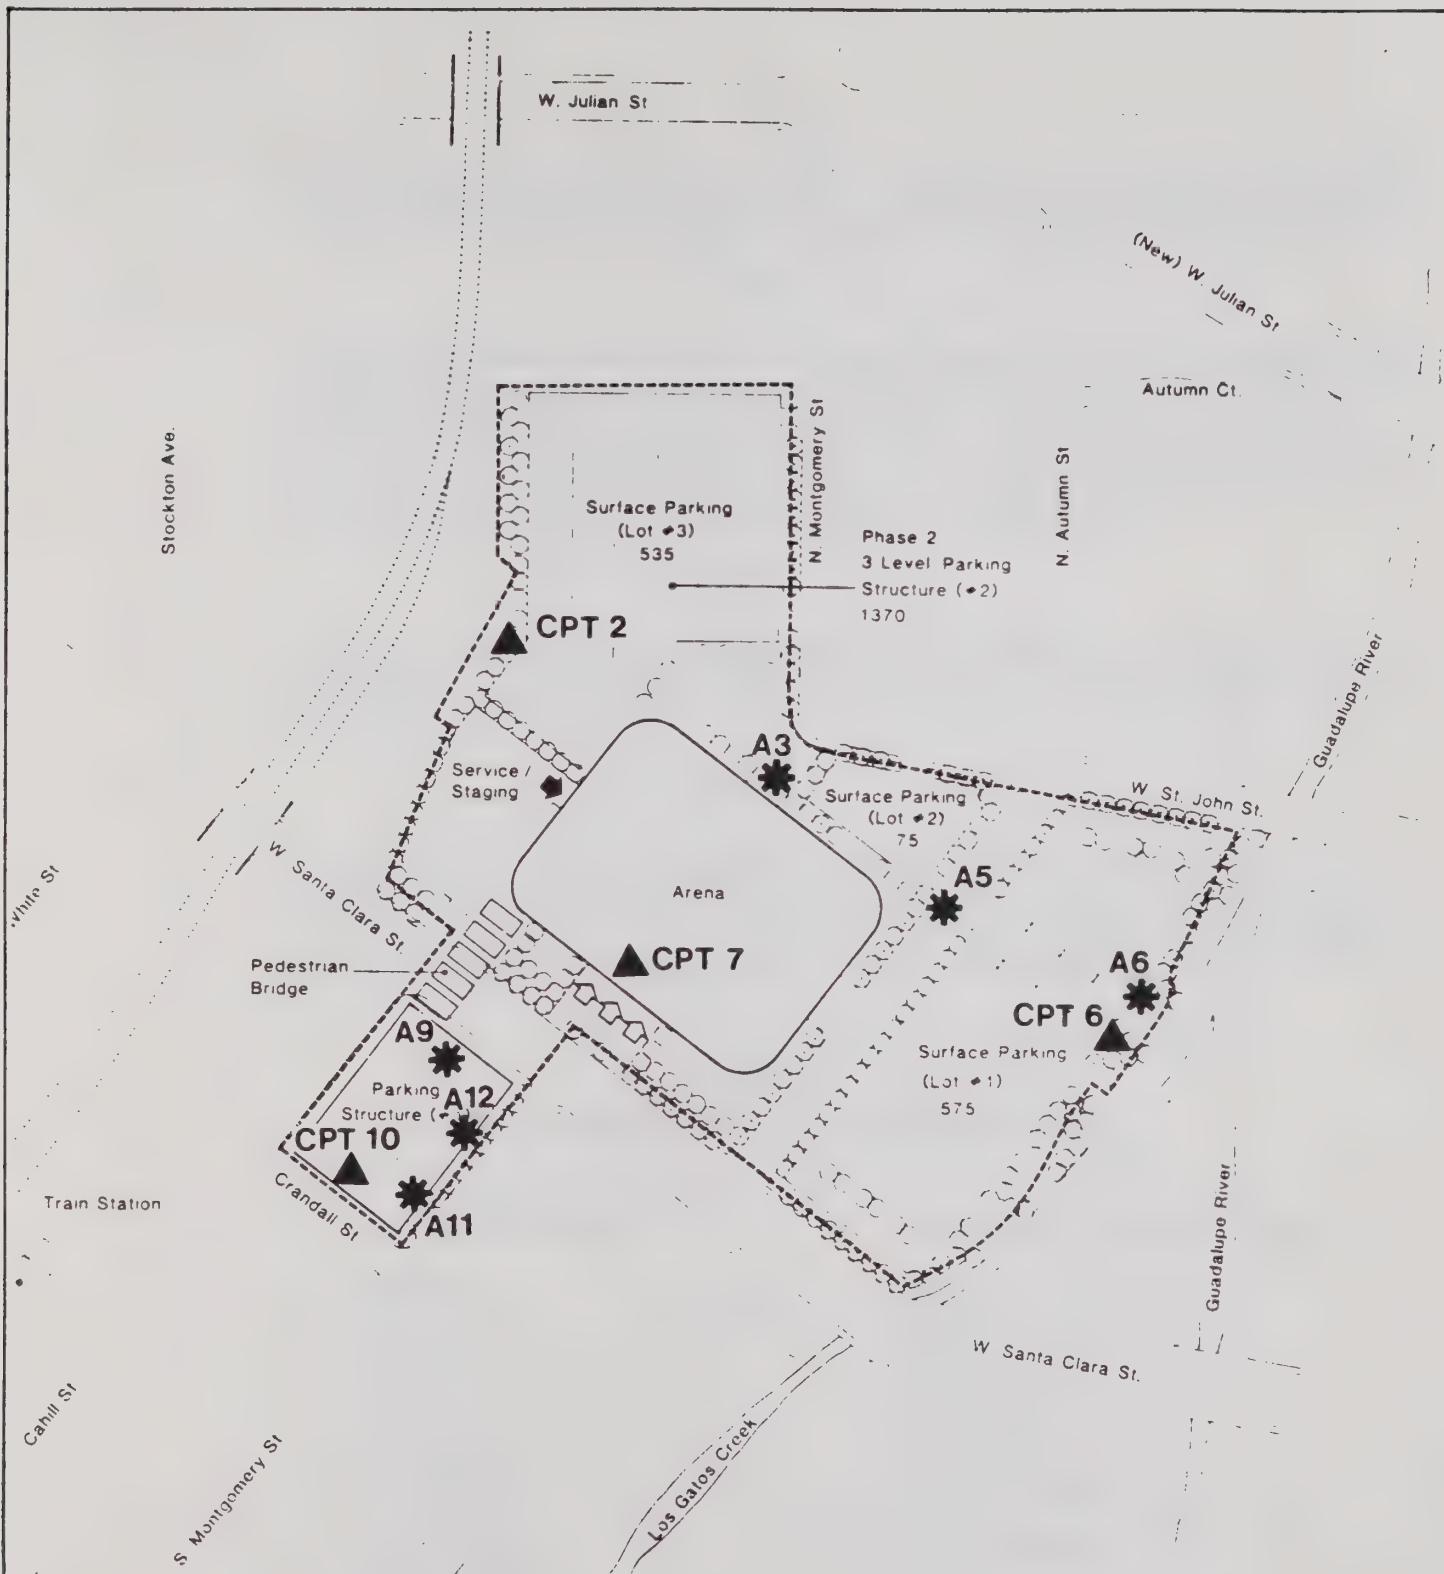 W. Julian St
(New) W. Julian St
Autumn Ct.
Stockton Ave.
N. Montgomery St
N. Autumn St
Surface Parking
(Lot #3)
535
Phase 2
3 Level Parking
Structure (#2)
1370
CPT 2
Guadalupe River
A3
Service /
Staging
Surface Parking
(Lot #2)
75
W St. John St.
A5
Arena
W Santa Clara St.
White St
CPT 7
Pedestrian
Bridge
A6
CPT 6
A9
Surface Parking
(Lot #1)
575
Parking
A12
Structure (
CPT 10
Train Station
Crandall St
A11
Guadalupe River
W Santa Clara St.
Cahill St
S Montgomery St
Los Gatos Creek